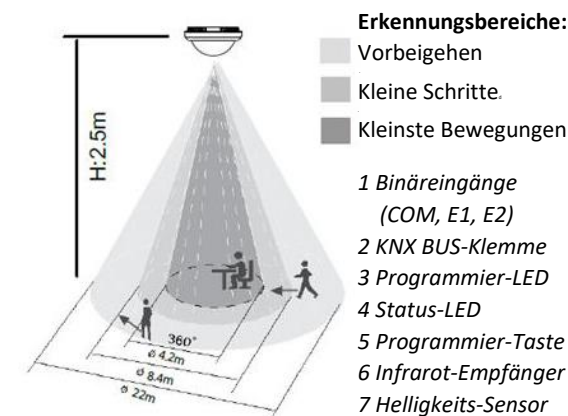 H:2.5m
360°
ø 4.2m
ø 8.4m
ø 22m
Erkennungsbereiche:
Vorbeigehen
Kleine Schritte.
Kleinste Bewegungen
1 Binäreingänge
(COM, E1, E2)
2 KNX BUS-Klemme
3 Programmier-LED
4 Status-LED
5 Programmier-Taste
6 Infrarot-Empfänger
7 Helligkeits-Sensor